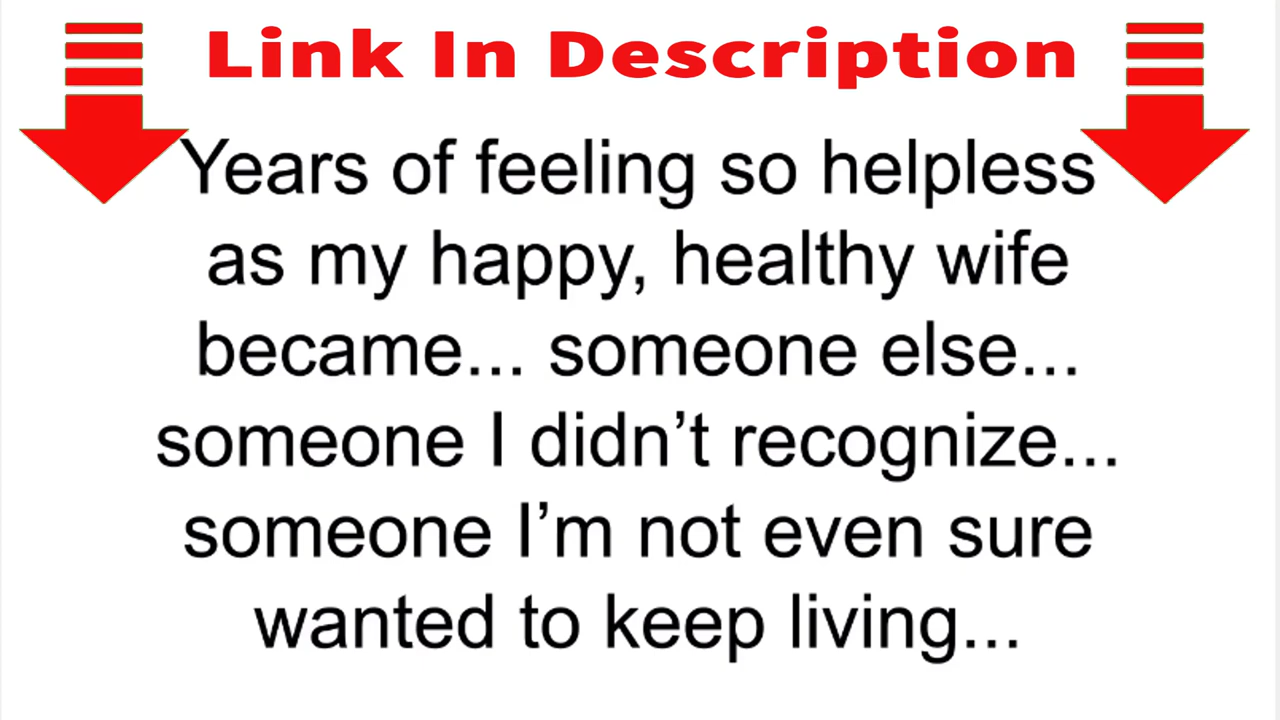 Link In Description
Years of feeling so helpless
as my happy, healthy wife
became... someone else...
someone I didn’t recognize...
someone I’m not even sure
wanted to keep living...